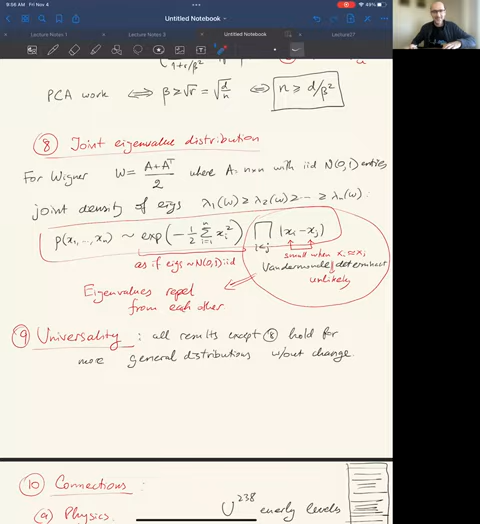 9:56 AM Fri Nov 4
49%
Untitled Notebook
Lecture Notes 1
Lecture Notes 3
Untitled Notebook
Lecture07
1+r/β²
PCA work ⟺ β ≥ √r = √(d/n) ⟺ n ≥ d/β²
⑧ Joint eigenvalue distribution
For Wigner W = (A+Aᵀ)/2 where A = n×n with iid N(0,1) entries
joint density of eigs λ₁(W) ≥ λ₂(W) ≥ ... ≥ λₙ(W):
p(x₁,...,xₙ) ~ exp(-1/2 Σᵢ₌₁ⁿ xᵢ²) ∏ i<j |xᵢ - xⱼ|
as if eigs ~ N(0,1) iid
small when xᵢ ≈ xⱼ
Vandermonde determinant
unlikely
Eigenvalues repel
from each other.
⑨ Universality : all results except ⑧ hold for
more general distributions w/out change.
⑩ Connections :
ⓐ Physics.
U²³⁸ energy levels